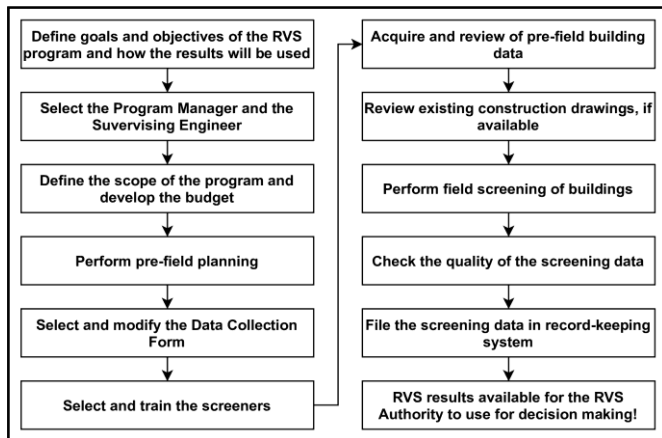 Define goals and objectives of the RVS
program and how the results will be used
Select the Program Manager and the
Suvervising Engineer
Define the scope of the program and
develop the budget
Perform pre-field planning
Select and modify the Data Collection
Form
Select and train the screeners
Acquire and review of pre-field building
data
Review existing construction drawings, if
available
Perform field screening of buildings
Check the quality of the screening data
File the screening data in record-keeping
system
RVS results available for the RVS
Authority to use for decision making!